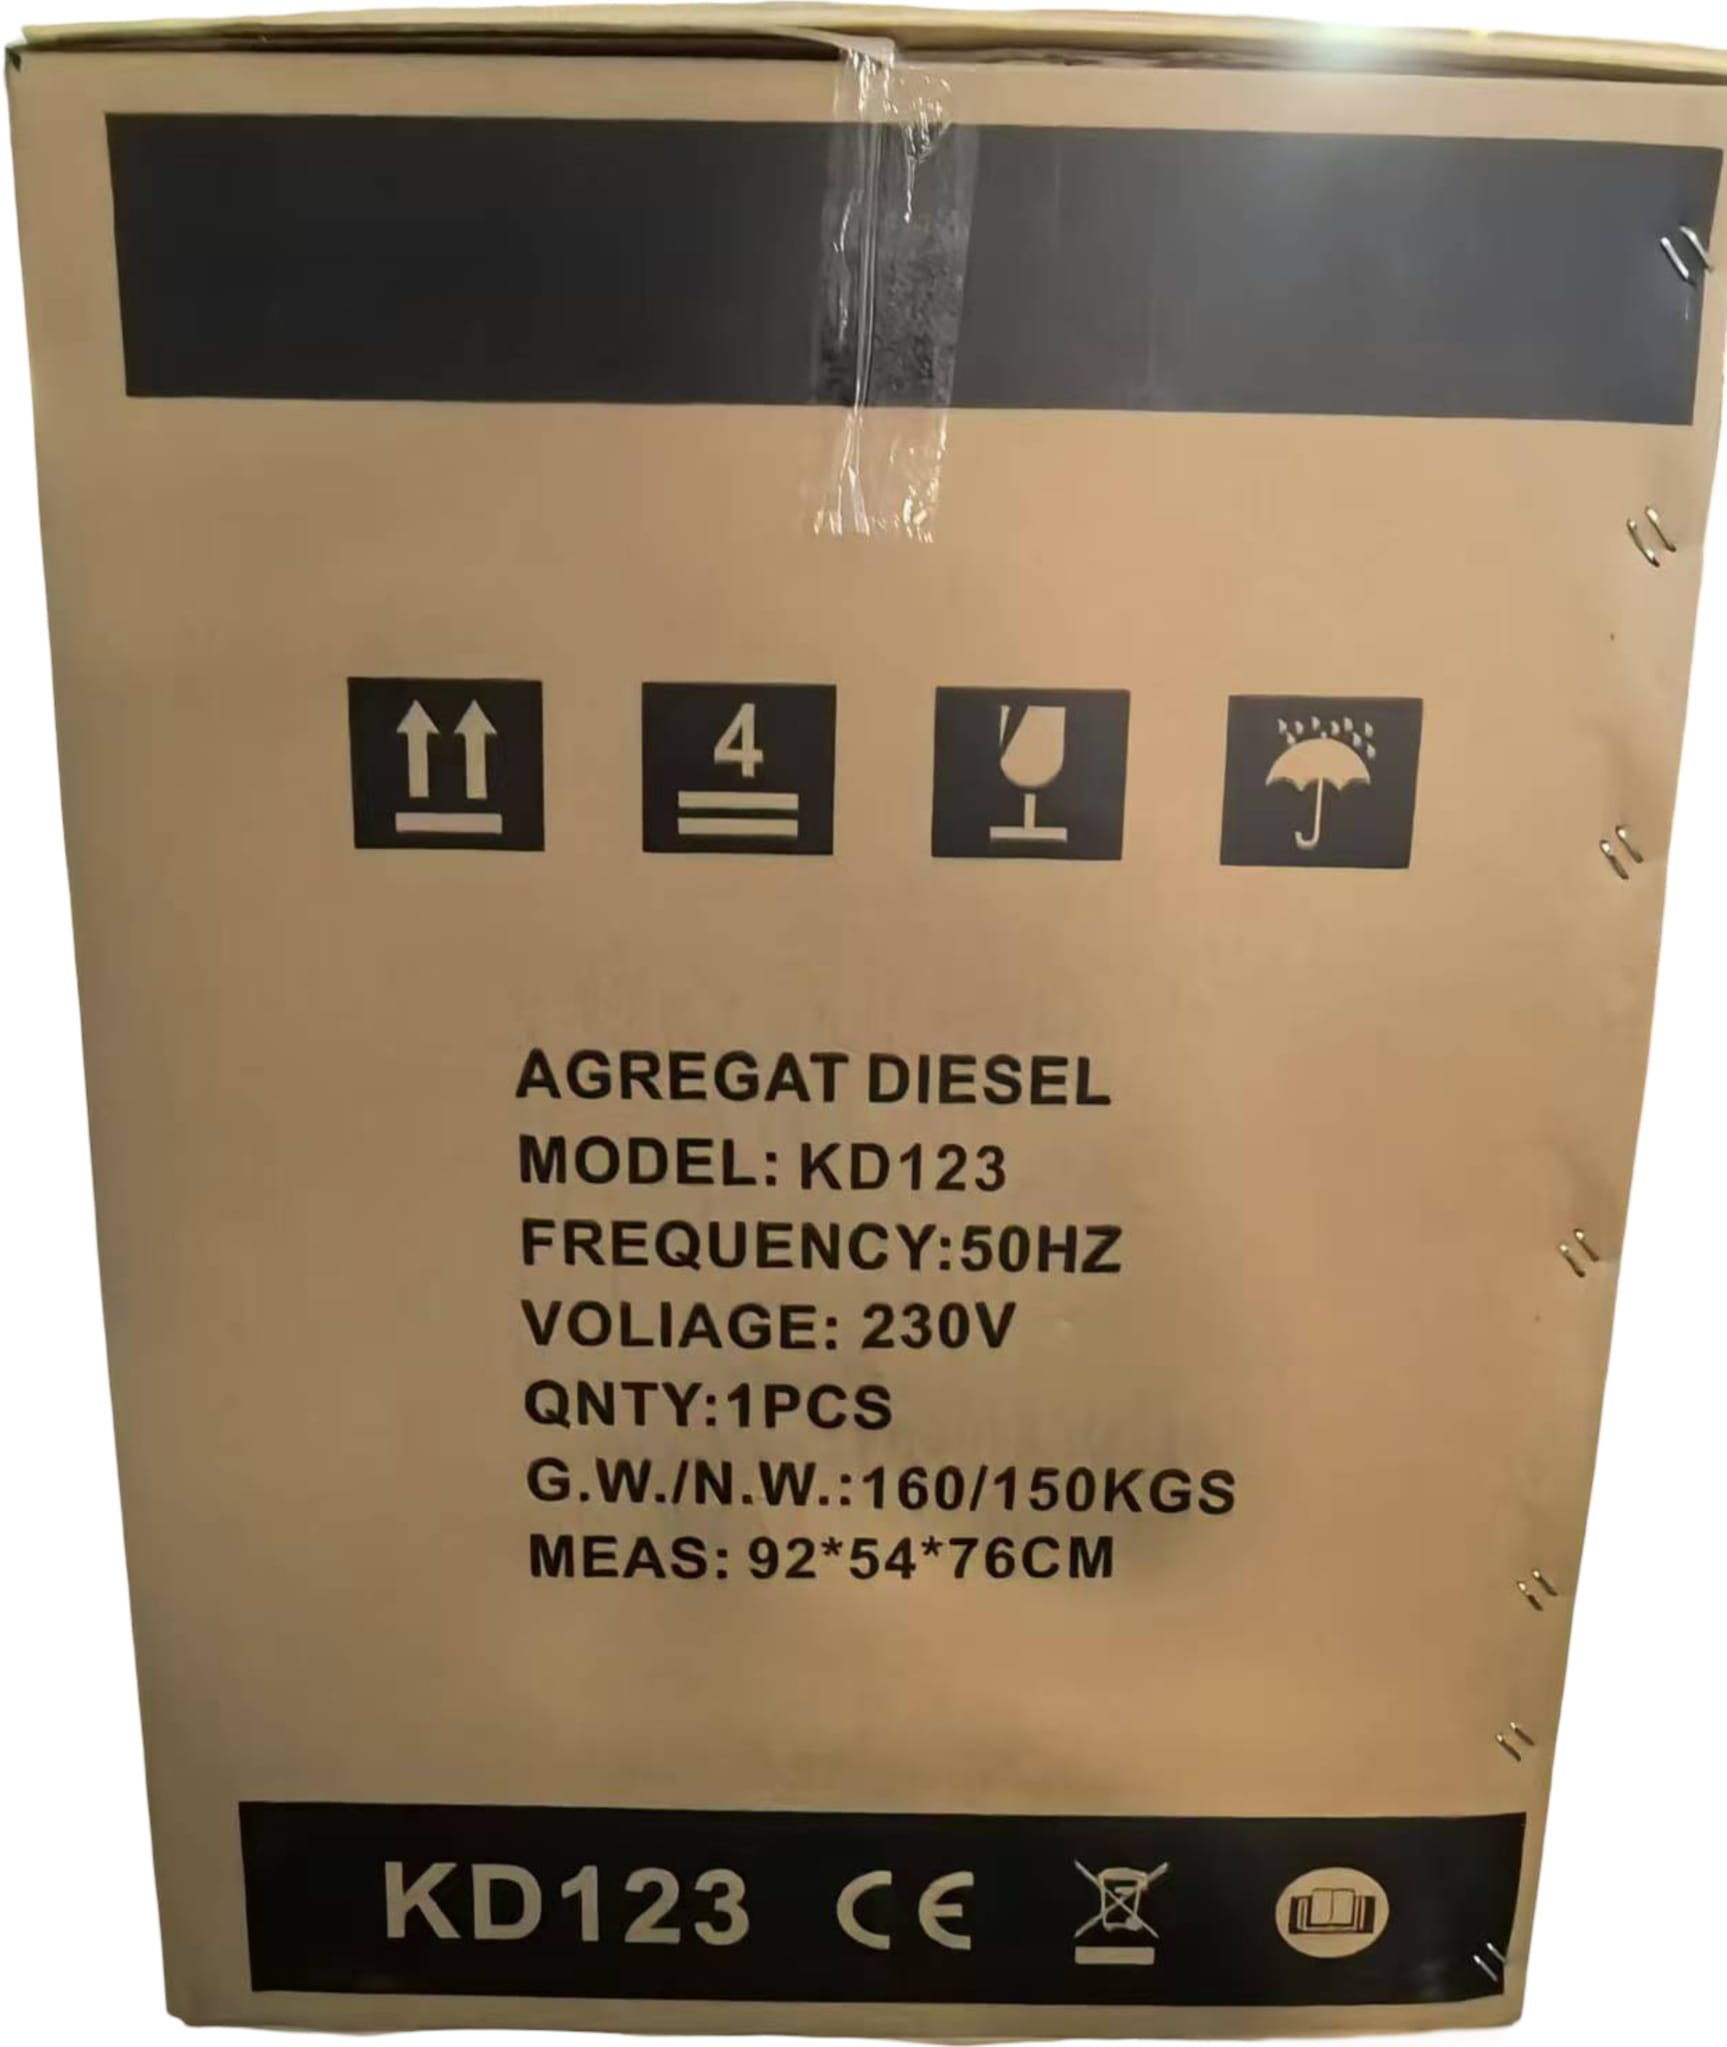 4
AGREGAT DIESEL
MODEL: KD123
FREQUENCY:50HZ
VOLIAGE: 230V
QNTY:1PCS
G.W./N.W.:160/150KGS
MEAS: 92*54*76CM
KD123 CE